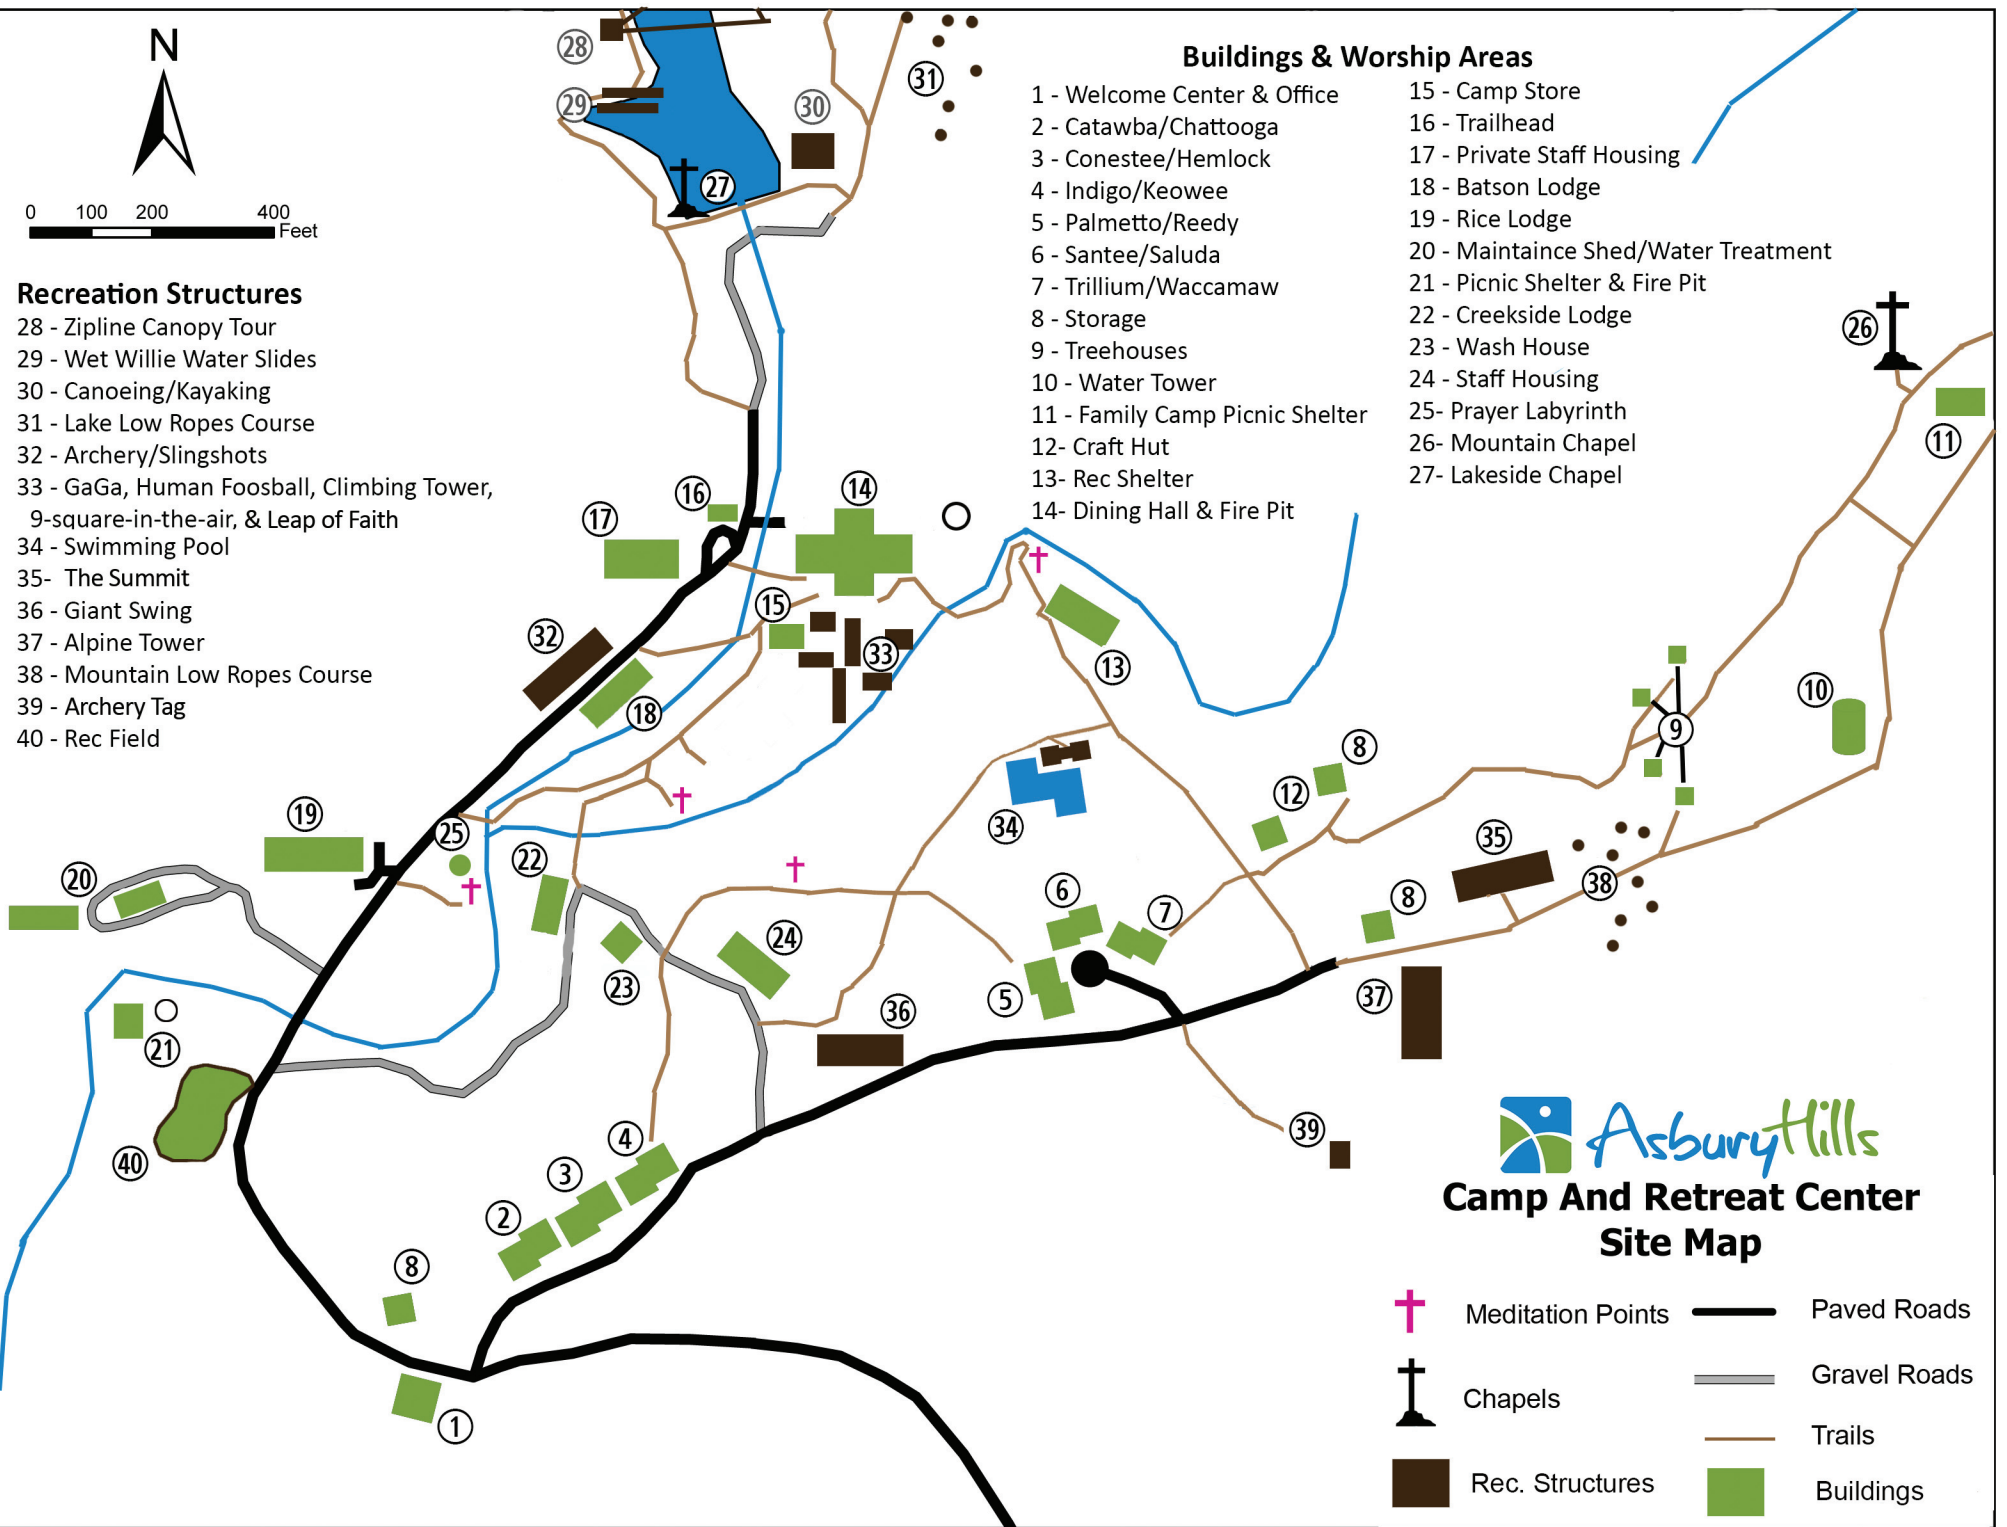 N
0 100 200 400
Feet
Recreation Structures
28 - Zipline Canopy Tour
29 - Wet Willie Water Slides
30 - Canoeing/Kayaking
31 - Lake Low Ropes Course
32 - Archery/Slingshots
33 - GaGa, Human Foosball, Climbing Tower,
9-square-in-the-air, & Leap of Faith
34 - Swimming Pool
35- The Summit
36 - Giant Swing
37 - Alpine Tower
38 - Mountain Low Ropes Course
39 - Archery Tag
40 - Rec Field
Buildings & Worship Areas
1 - Welcome Center & Office
2 - Catawba/Chattooga
3 - Conestee/Hemlock
4 - Indigo/Keowee
5 - Palmetto/Reedy
6 - Santee/Saluda
7 - Trillium/Waccamaw
8 - Storage
9 - Treehouses
10 - Water Tower
11 - Family Camp Picnic Shelter
12- Craft Hut
13- Rec Shelter
14- Dining Hall & Fire Pit
15 - Camp Store
16 - Trailhead
17 - Private Staff Housing
18 - Batson Lodge
19 - Rice Lodge
20 - Maintaince Shed/Water Treatment
21 - Picnic Shelter & Fire Pit
22 - Creekside Lodge
23 - Wash House
24 - Staff Housing
25- Prayer Labyrinth
26- Mountain Chapel
27- Lakeside Chapel
28
29
30
31
27
26
11
16
14
17
15
32
33
13
18
9
10
8
12
34
19
25
35
20
22
38
6
7
8
24
23
5
36
37
21
39
4
40
3
2
8
1
AsburyHills
Camp And Retreat Center
Site Map
Meditation Points
Paved Roads
Chapels
Gravel Roads
Trails
Rec. Structures
Buildings